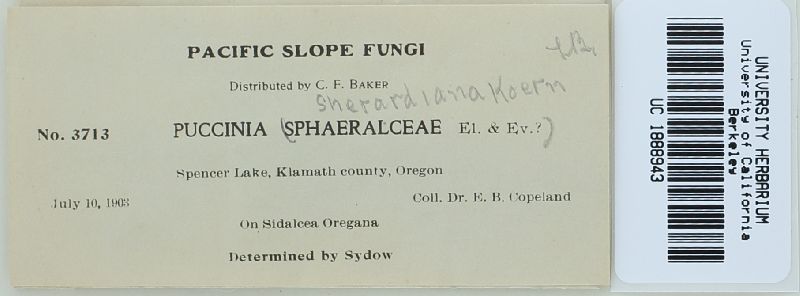 PACIFIC SLOPE FUNGI
Distributed by C. F. BAKER
Sherardiana Koern
No. 3713 PUCCINIA (SPHAERALCEAE El. & Ev.?)
Spencer Lake, Klamath county, Oregon
July 10, 1903 Coll. Dr. E. B. Copeland
On Sidalcea Oregana
Determined by Sydow
UNIVERSITY HERBARIUM
University of California
Berkeley
UC 1888943